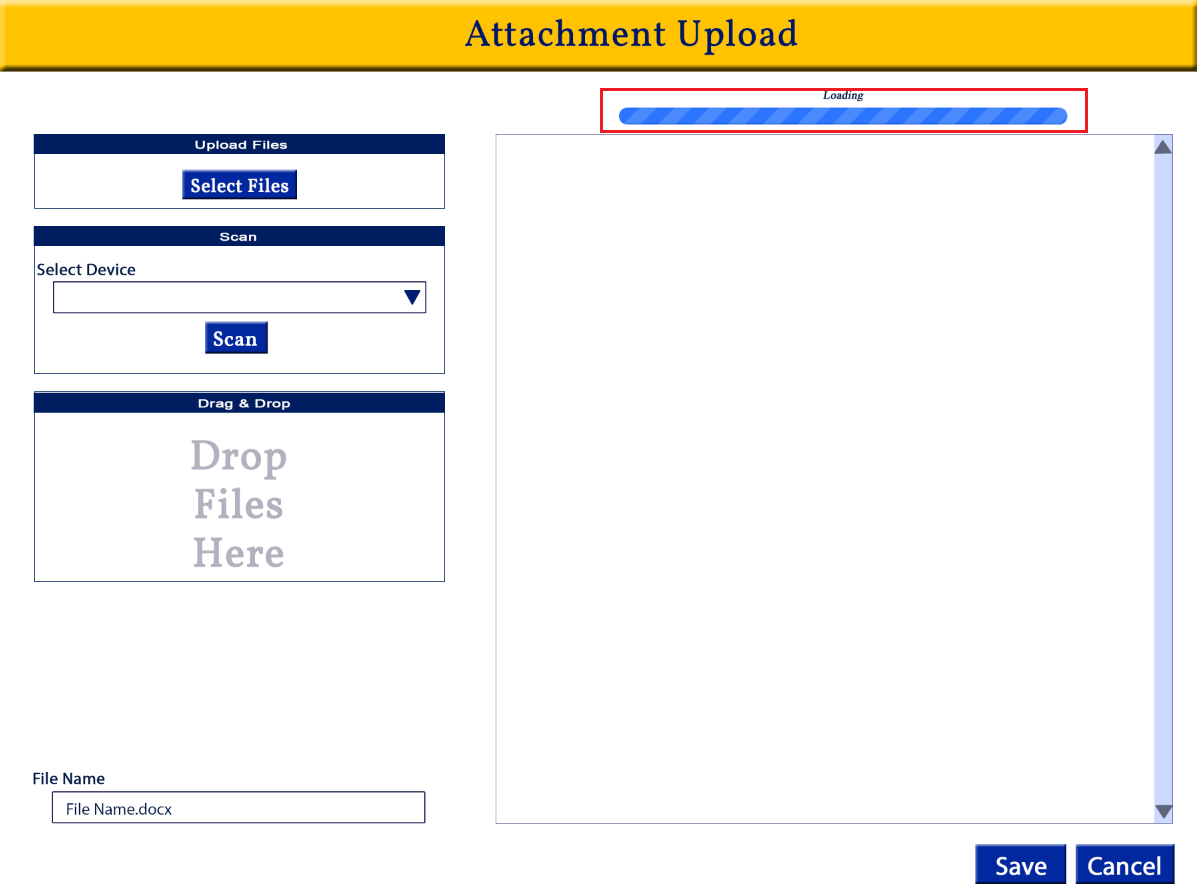 Attachment Upload
Loading
Upload Files
Select Files
Scan
Select Device
Scan
Drag & Drop
Drop
Files
Here
File Name
File Name.docx
Save
Cancel